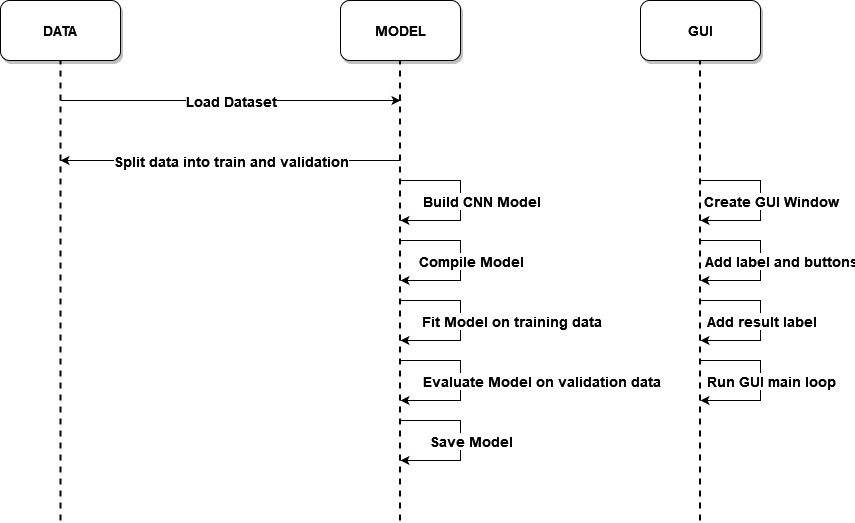 DATA
MODEL
GUI
Load Dataset
Split data into train and validation
Build CNN Model
Create GUI Window
Compile Model
Add label and buttons
Fit Model on training data
Add result label
Evaluate Model on validation data
Run GUI main loop
Save Model